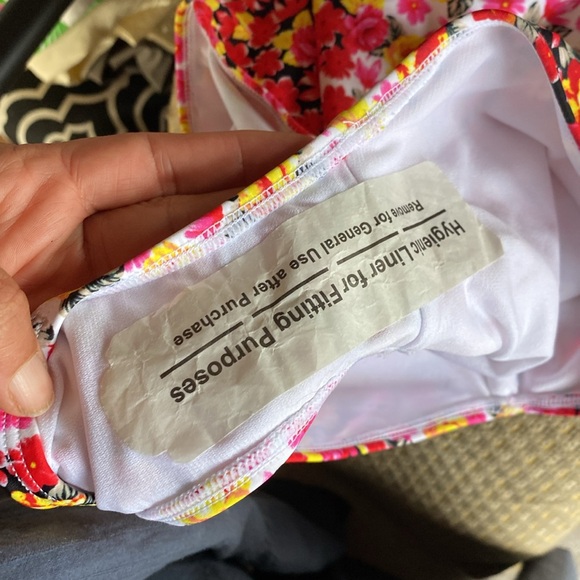 Hygienic Liner for Fitting Purposes
Remove for General Use after Purchase